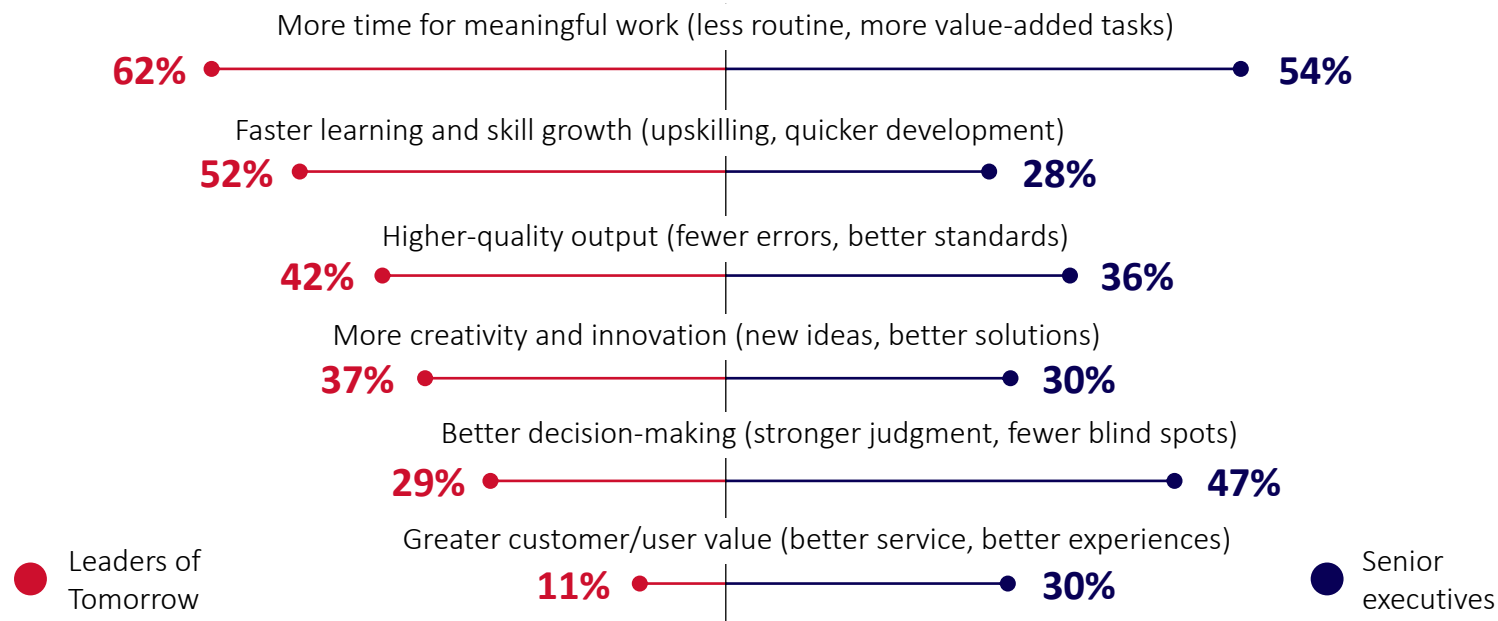 More time for meaningful work (less routine, more value-added tasks)
62%
54%
Faster learning and skill growth (upskilling, quicker development)
52%
28%
Higher-quality output (fewer errors, better standards)
42%
36%
More creativity and innovation (new ideas, better solutions)
37%
30%
Better decision-making (stronger judgment, fewer blind spots)
29%
47%
Greater customer/user value (better service, better experiences)
11%
30%
Leaders of
Tomorrow
Senior
executives